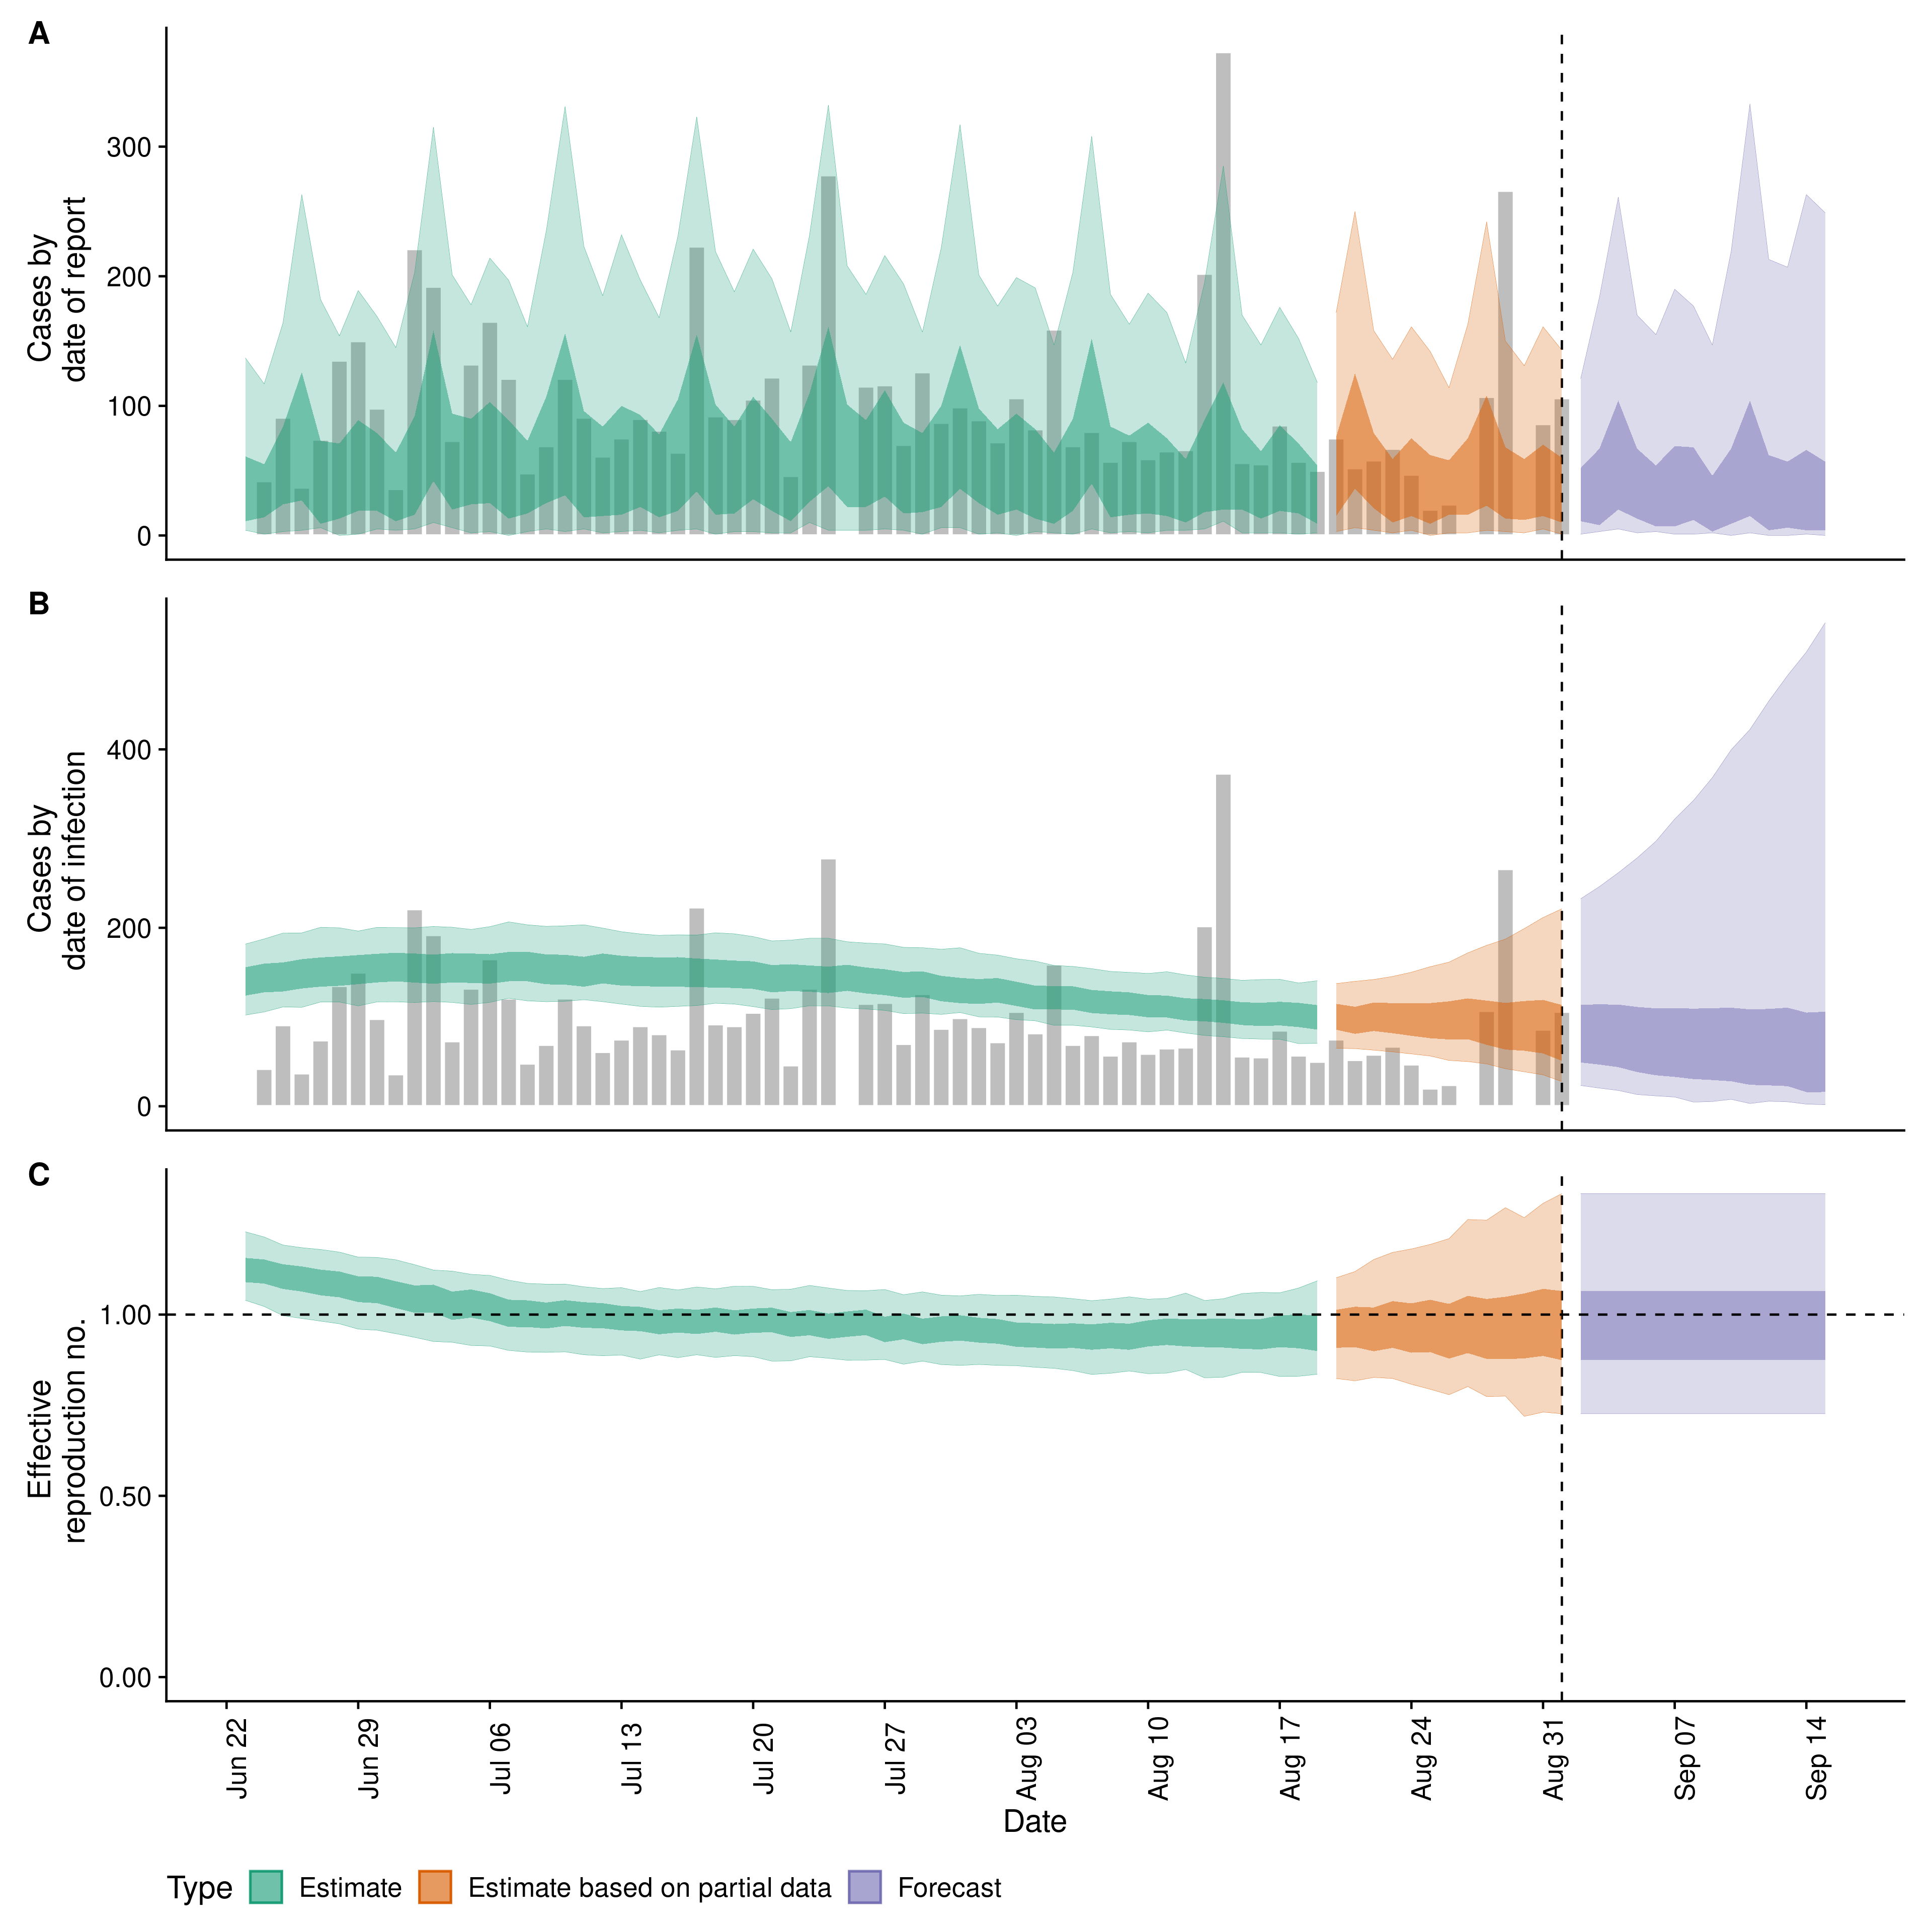 A
Cases by
date of report
300
200
100
0
B
Cases by
date of infection
400
200
0
C
Effective
reproduction no.
1.00
0.50
0.00
Jun 22
Jun 29
Jul 06
Jul 13
Jul 20
Jul 27
Aug 03
Aug 10
Aug 17
Aug 24
Aug 31
Sep 07
Sep 14
Date
Type Estimate Estimate based on partial data Forecast